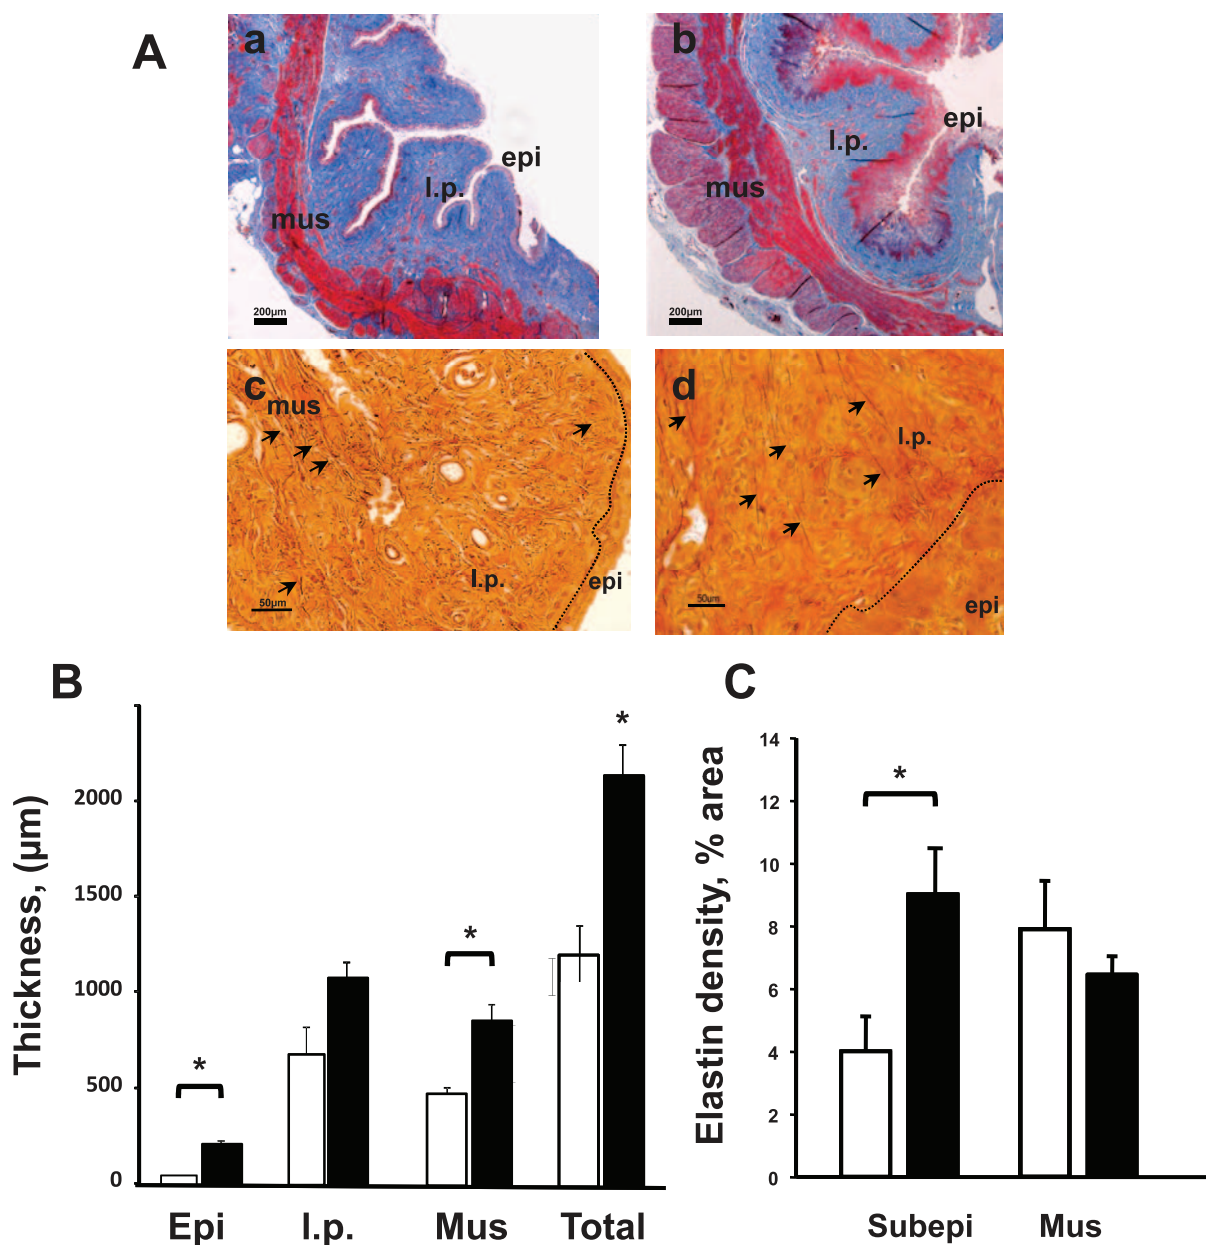 A
a
epi
l.p.
mus
200µm
b
epi
l.p.
mus
200µm
c
mus
l.p.
epi
50µm
d
l.p.
epi
50µm
B
Thickness, (µm)
2000
1500
1000
500
0
*
*
*
Epi
l.p.
Mus
Total
C
Elastin density, % area
14
12
10
8
6
4
2
0
*
Subepi
Mus